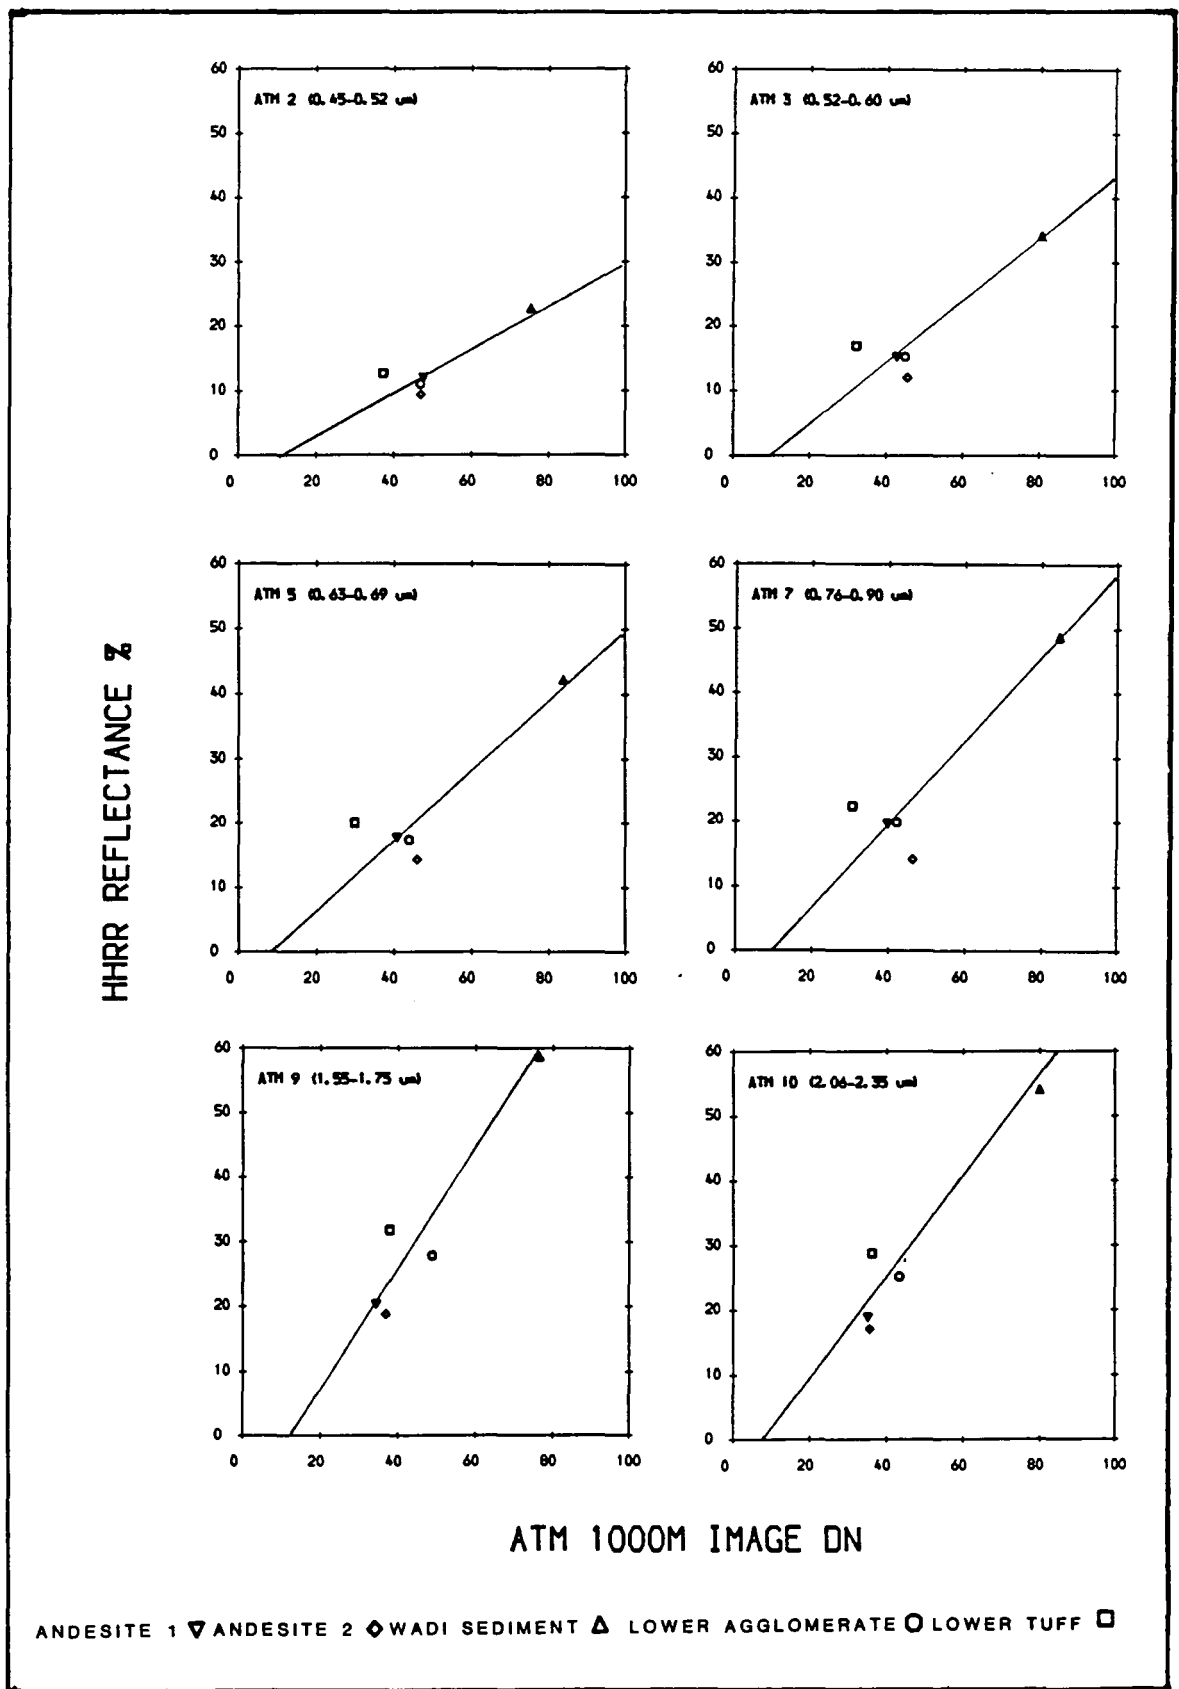 60 60
ATM 2 (0.45-0.52 um) ATM 3 (0.52-0.60 um)
50 50
40 40
30 30
20 20
10 10
0 0
0 20 40 60 80 100 0 20 40 60 80 100
60 60
ATM 5 (0.63-0.69 um) ATM 7 (0.76-0.90 um)
50 50
40 40
30 30
20 20
10 10
0 0
0 20 40 60 80 100 0 20 40 60 80 100
HHRR REFLECTANCE %
60 60
ATM 9 (1.55-1.75 um) ATM 10 (2.06-2.35 um)
50 50
40 40
30 30
20 20
10 10
0 0
0 20 40 60 80 100 0 20 40 60 80 100
ATM 1000M IMAGE DN
ANDESITE 1 ▽ ANDESITE 2 ◇ WADI SEDIMENT △ LOWER AGGLOMERATE ○ LOWER TUFF □